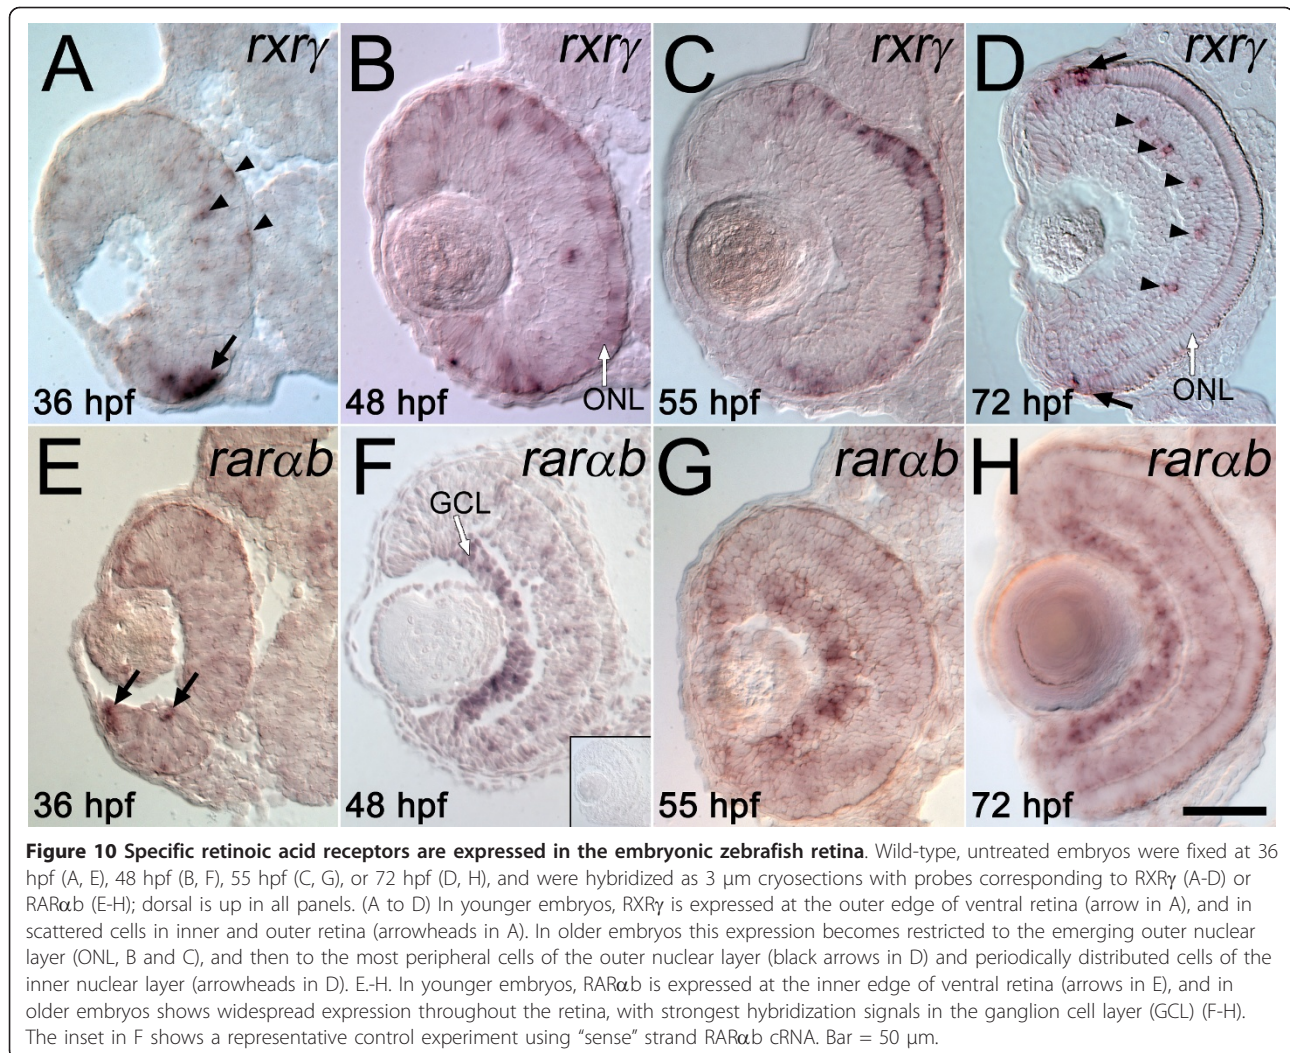 A rxrγ
B rxrγ
C rxrγ
D rxrγ
36 hpf
48 hpf
ONL
55 hpf
72 hpf
ONL
E rarαb
F rarαb
GCL
G rarαb
H rarαb
36 hpf
48 hpf
55 hpf
72 hpf
Figure 10 Specific retinoic acid receptors are expressed in the embryonic zebrafish retina. Wild-type, untreated embryos were fixed at 36
hpf (A, E), 48 hpf (B, F), 55 hpf (C, G), or 72 hpf (D, H), and were hybridized as 3 μm cryosections with probes corresponding to RXRγ (A-D) or
RARαb (E-H); dorsal is up in all panels. (A to D) In younger embryos, RXRγ is expressed at the outer edge of ventral retina (arrow in A), and in
scattered cells in inner and outer retina (arrowheads in A). In older embryos this expression becomes restricted to the emerging outer nuclear
layer (ONL, B and C), and then to the most peripheral cells of the outer nuclear layer (black arrows in D) and periodically distributed cells of the
inner nuclear layer (arrowheads in D). E.-H. In younger embryos, RARαb is expressed at the inner edge of ventral retina (arrows in E), and in
older embryos shows widespread expression throughout the retina, with strongest hybridization signals in the ganglion cell layer (GCL) (F-H).
The inset in F shows a representative control experiment using “sense” strand RARαb cRNA. Bar = 50 μm.